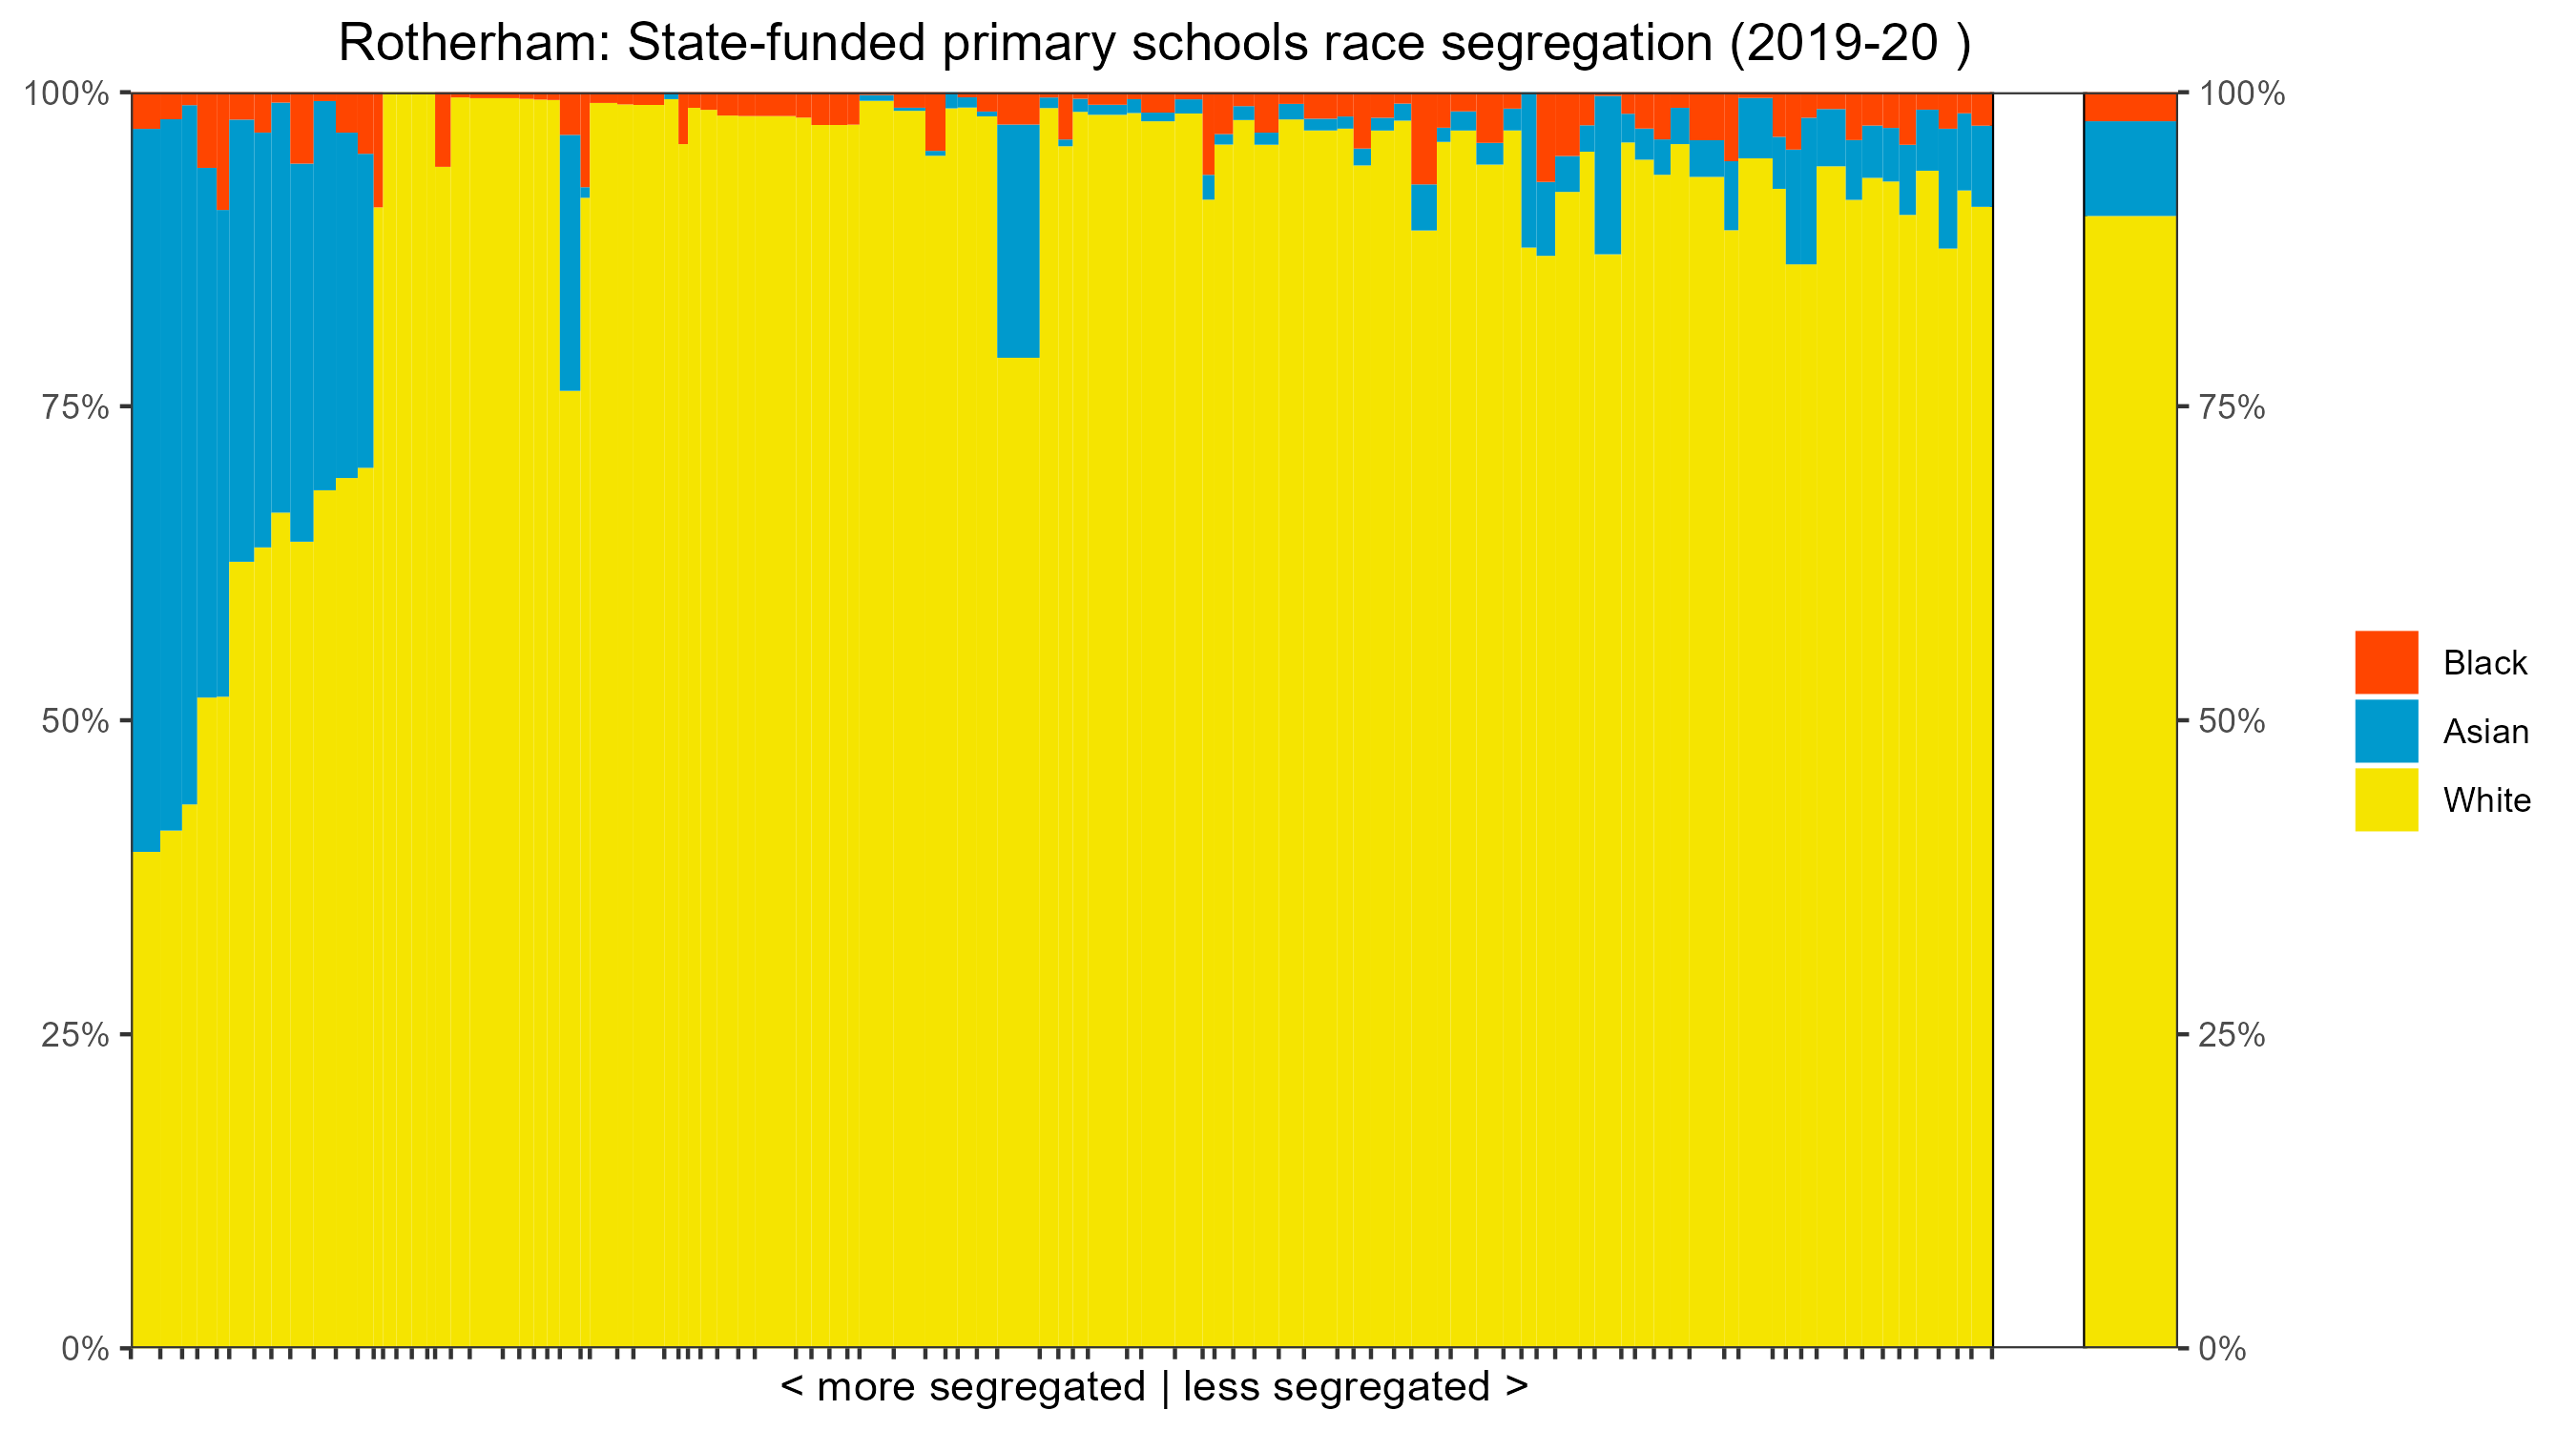 Rotherham: State-funded primary schools race segregation (2019-20 )
100%
75%
50%
25%
0%
100%
75%
50%
25%
0%
Black
Asian
White
< more segregated | less segregated >